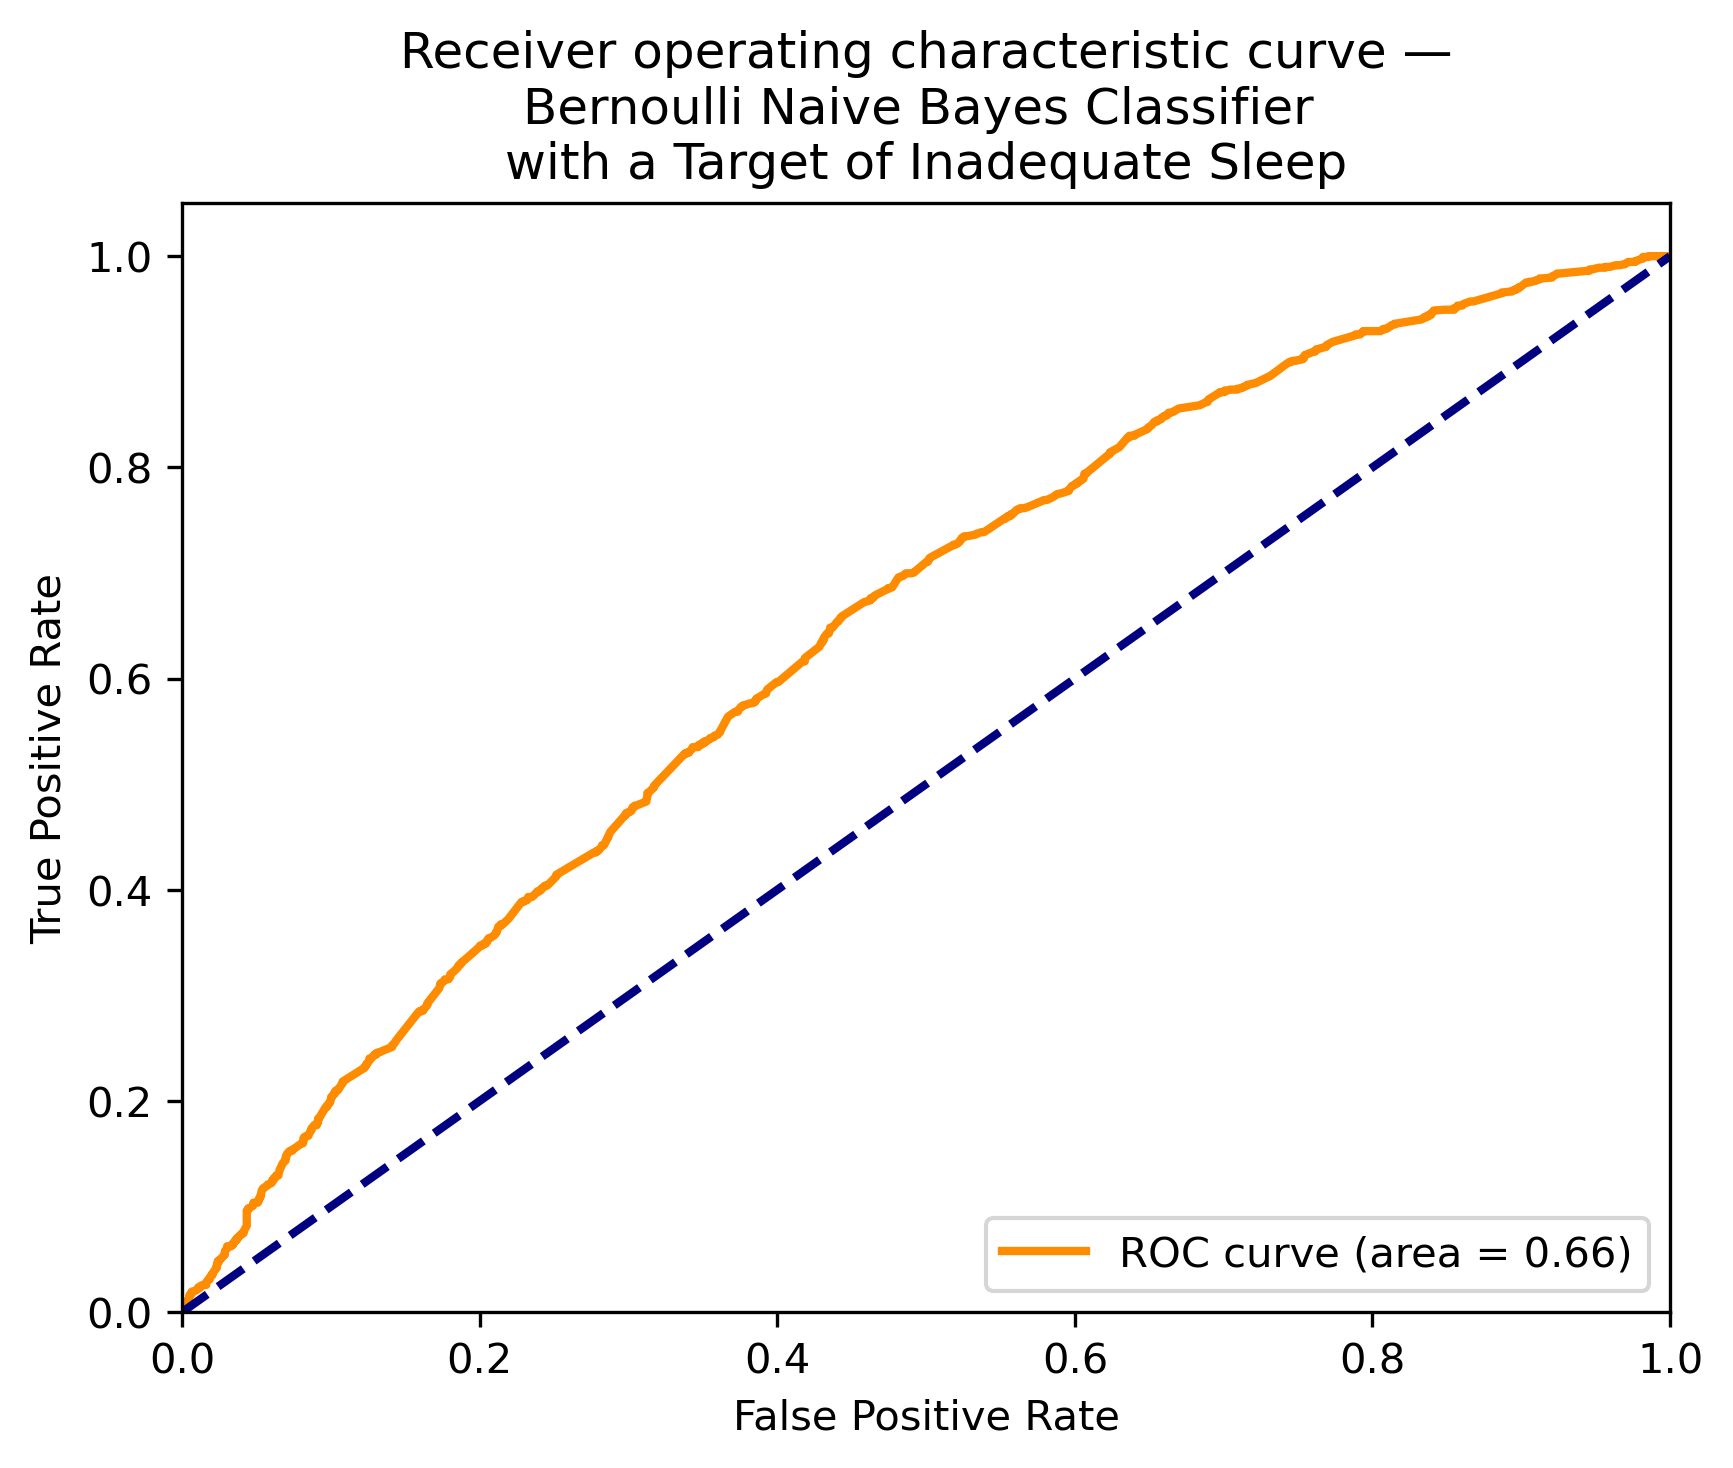 Receiver operating characteristic curve —
Bernoulli Naive Bayes Classifier
with a Target of Inadequate Sleep
1.0
0.8
0.6
0.4
0.2
0.0
True Positive Rate
ROC curve (area = 0.66)
0.0 0.2 0.4 0.6 0.8 1.0
False Positive Rate